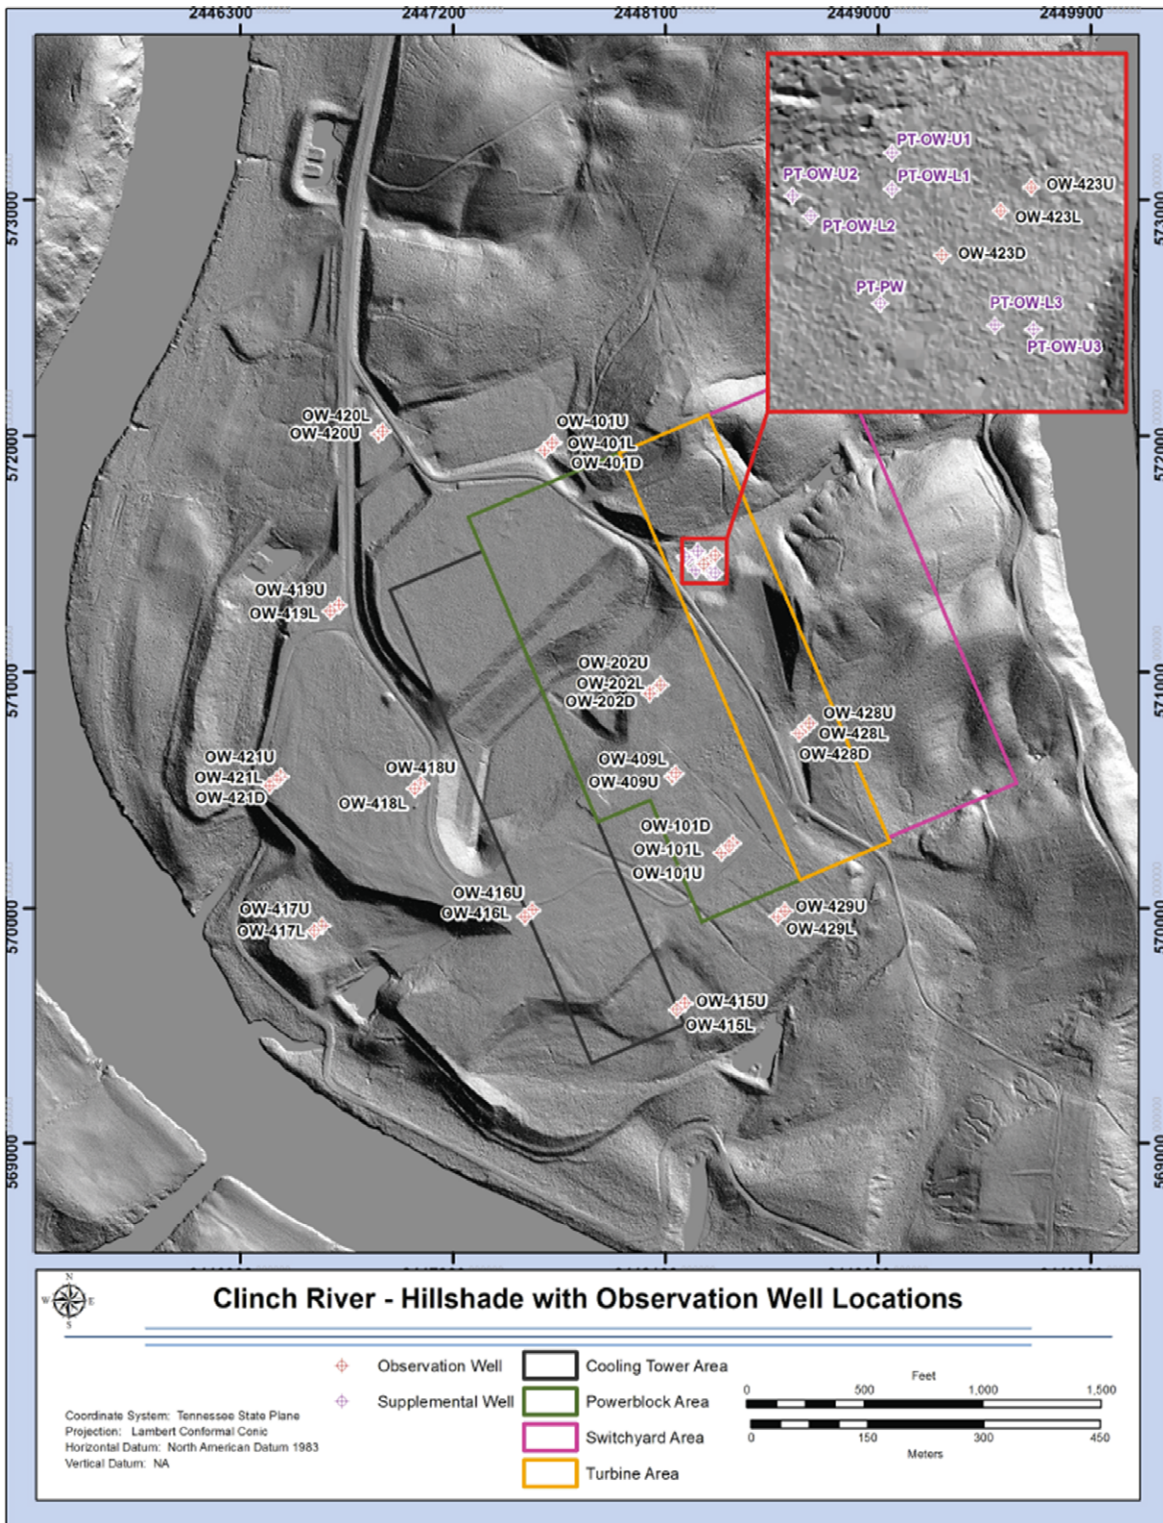 2446300
2447200
2448100
2449000
2449900
573000
573000
PT-OW-U1
PT-OW-U2
PT-OW-L1
OW-423U
OW-423L
PT-OW-L2
OW-423D
PT-PW
PT-OW-L3
PT-OW-U3
572000
572000
OW-420L
OW-420U
OW-401U
OW-401L
OW-401D
OW-419U
OW-419L
571000
571000
OW-202U
OW-202L
OW-202D
OW-428U
OW-428L
OW-428D
OW-421U
OW-421L
OW-421D
OW-418U
OW-418L
OW-409L
OW-409U
OW-101D
OW-101L
OW-101U
570000
570000
OW-416U
OW-416L
OW-417U
OW-417L
OW-429U
OW-429L
OW-415U
OW-415L
569000
569000
N
W E
S
Clinch River - Hillshade with Observation Well Locations
Observation Well
Supplemental Well
Cooling Tower Area
Powerblock Area
Switchyard Area
Turbine Area
Feet
0 500 1,000 1,500
0 150 300 450
Meters
Coordinate System: Tennessee State Plane
Projection: Lambert Conformal Conic
Horizontal Datum: North American Datum 1983
Vertical Datum: NA